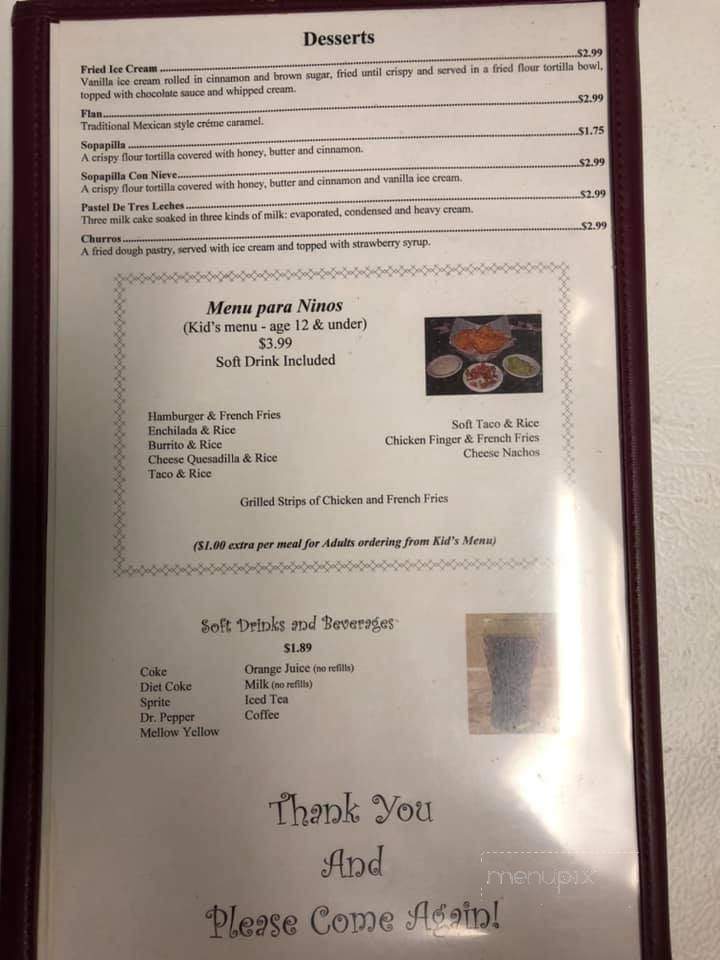 Desserts
Fried Ice Cream ........................................ $2.99
Vanilla ice cream rolled in cinnamon and brown sugar, fried until crispy and served in a fried flour tortilla bowl,
topped with chocolate sauce and whipped cream.
Flan........................................ $2.99
Traditional Mexican style créme caramel.
Sopapilla ........................................ $1.75
A crispy flour tortilla covered with honey, butter and cinnamon.
Sopapilla Con Nieve........................................ $2.99
A crispy flour tortilla covered with honey, butter and cinnamon and vanilla ice cream.
Pastel De Tres Leches ........................................ $2.99
Three milk cake soaked in three kinds of milk: evaporated, condensed and heavy cream.
Churros........................................ $2.99
A fried dough pastry, served with ice cream and topped with strawberry syrup.
Menu para Ninos
(Kid's menu - age 12 & under)
$3.99
Soft Drink Included
Hamburger & French Fries
Enchilada & Rice
Burrito & Rice
Cheese Quesadilla & Rice
Taco & Rice
Soft Taco & Rice
Chicken Finger & French Fries
Cheese Nachos
Grilled Strips of Chicken and French Fries
($1.00 extra per meal for Adults ordering from Kid's Menu)
Soft Drinks and Beverages
$1.89
Coke
Diet Coke
Sprite
Dr. Pepper
Mellow Yellow
Orange Juice (no refills)
Milk (no refills)
Iced Tea
Coffee
Thank You
And
Please Come Again!
menupix